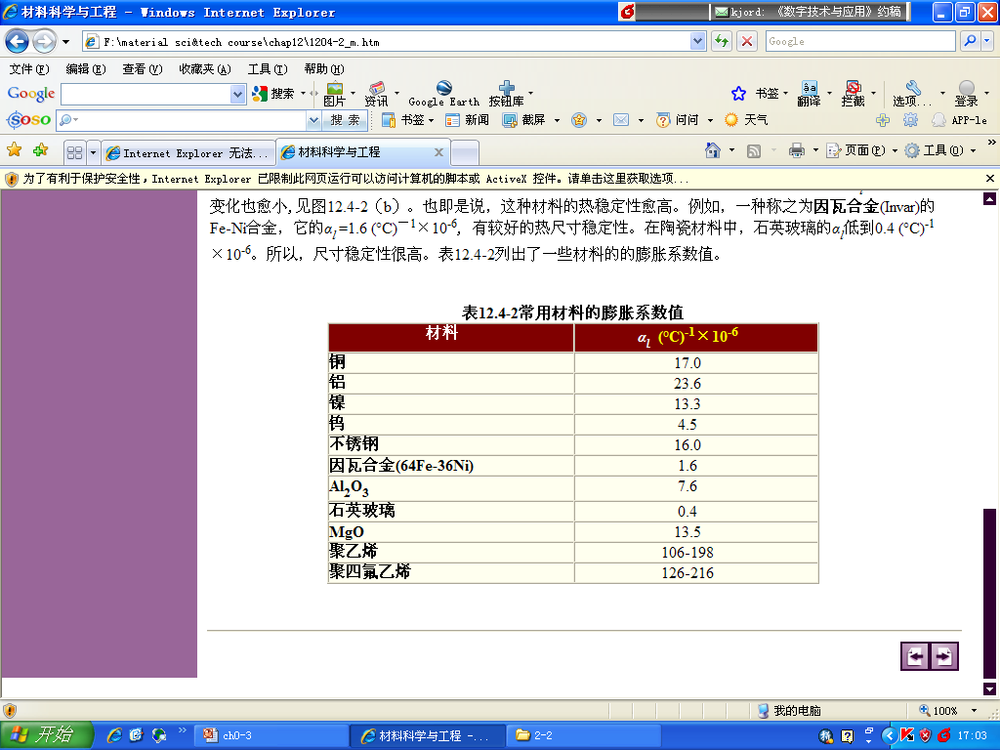 材料科学与工程 - Windows Internet Explorer
kjord: 《数字技术与应用》约稿
F:\material sci&tech course\chap12\1204-2_m.htm
Google
文件(F) 编辑(E) 查看(V) 收藏夹(A) 工具(T) 帮助(H)
Google 搜索 图片 资讯 Google Earth 按钮库 书签 翻译 拦截 选项... 登录
SOSO 搜 索 书签 新闻 截屏 问问 天气 APP-le
Internet Explorer 无法... 材料科学与工程 页面(P) 工具(O)
为了有利于保护安全性，Internet Explorer 已限制此网页运行可以访问计算机的脚本或 ActiveX 控件。请单击这里获取选项...
变化也愈小, 见图12.4-2（b）。也即是说，这种材料的热稳定性愈高。例如，一种称之为因瓦合金(Invar)的
Fe-Ni合金，它的αl =1.6 (°C)－1×10-6, 有较好的热尺寸稳定性。在陶瓷材料中，石英玻璃的αl低到0.4 (°C)-1
×10-6。所以，尺寸稳定性很高。表12.4-2列出了一些材料的的膨胀系数值。
表12.4-2常用材料的膨胀系数值
材料 αl (°C)-1×10-6
铜 17.0
铝 23.6
镍 13.3
钨 4.5
不锈钢 16.0
因瓦合金(64Fe-36Ni) 1.6
Al2O3 7.6
石英玻璃 0.4
MgO 13.5
聚乙烯 106-198
聚四氟乙烯 126-216
我的电脑 100%
开始 ch0-3 材料科学与工程 -... 2-2 17:03